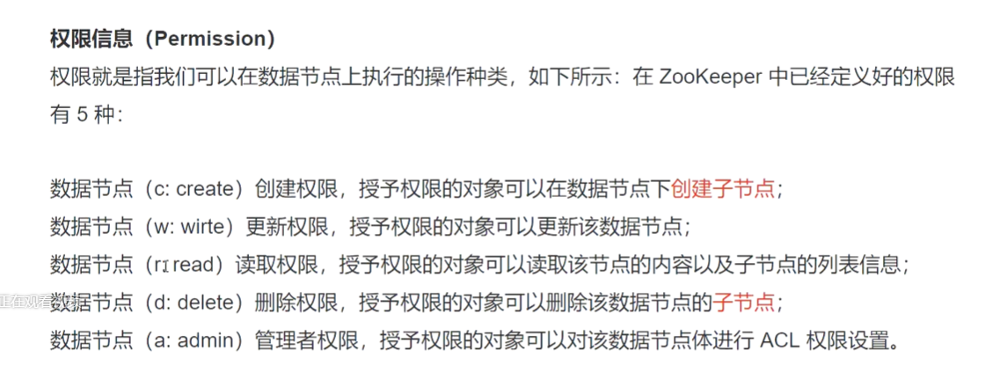 权限信息（Permission）
权限就是指我们可以在数据节点上执行的操作种类，如下所示：在 ZooKeeper 中已经定义好的权限
有 5 种：
数据节点（c: create）创建权限，授予权限的对象可以在数据节点下创建子节点；
数据节点（w: wirte）更新权限，授予权限的对象可以更新该数据节点；
数据节点（r: read）读取权限，授予权限的对象可以读取该节点的内容以及子节点的列表信息；
正在观看
数据节点（d: delete）删除权限，授予权限的对象可以删除该数据节点的子节点；
数据节点（a: admin）管理者权限，授予权限的对象可以对该数据节点体进行 ACL 权限设置。